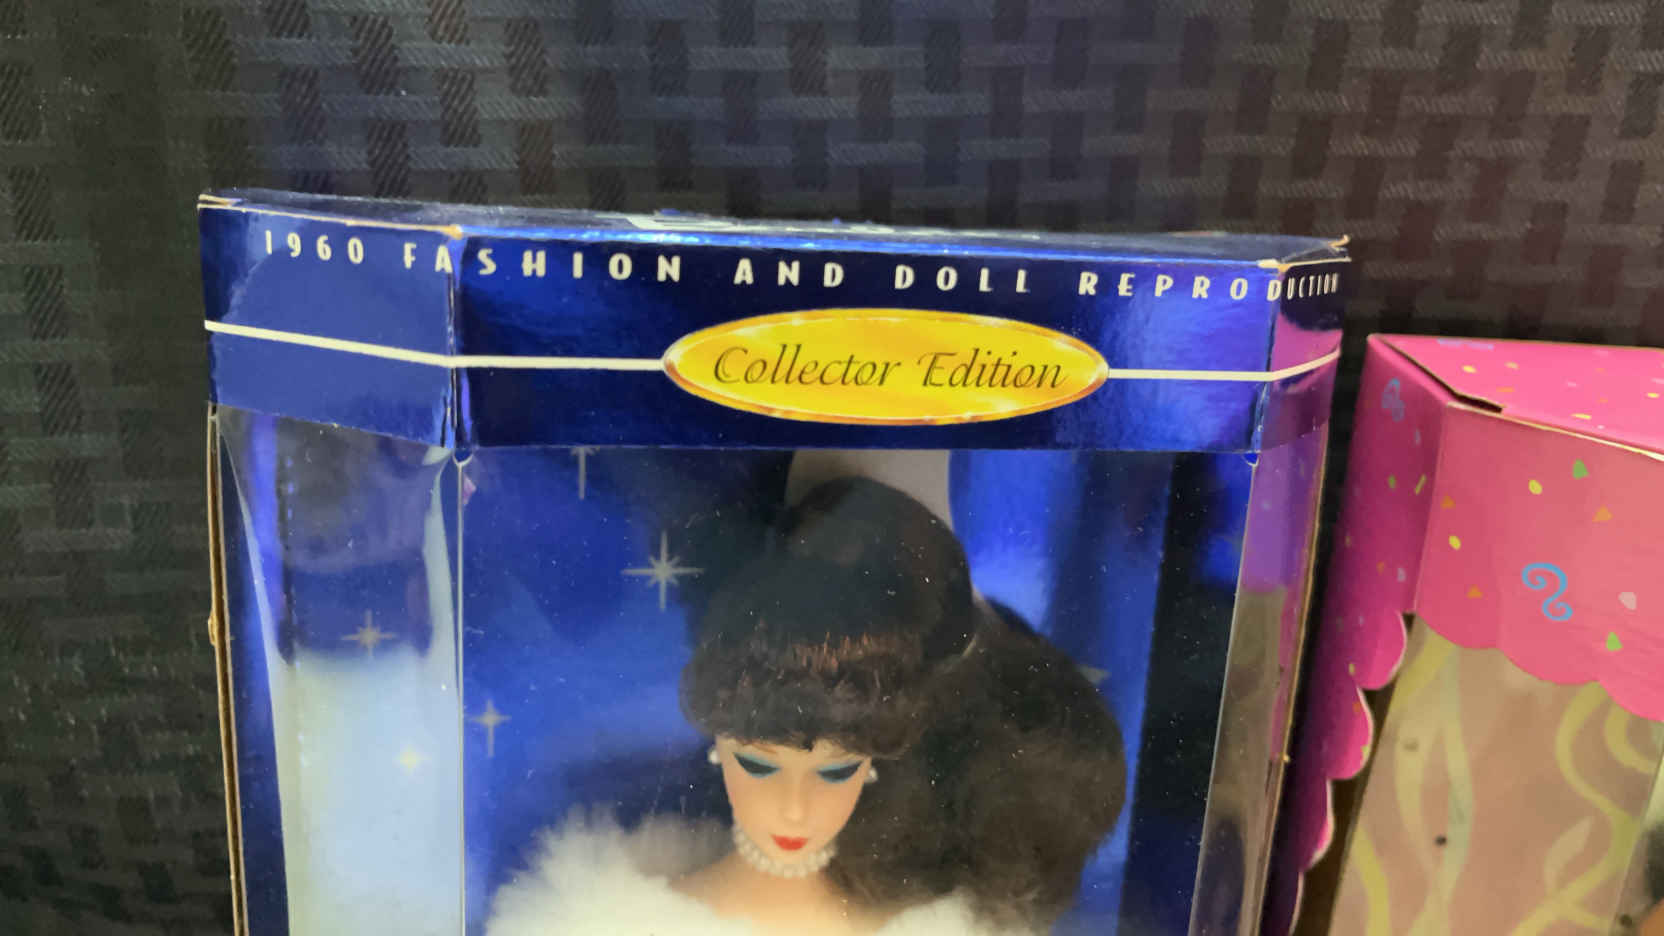 1960 FASHION AND DOLL REPRODUCTION
Collector Edition